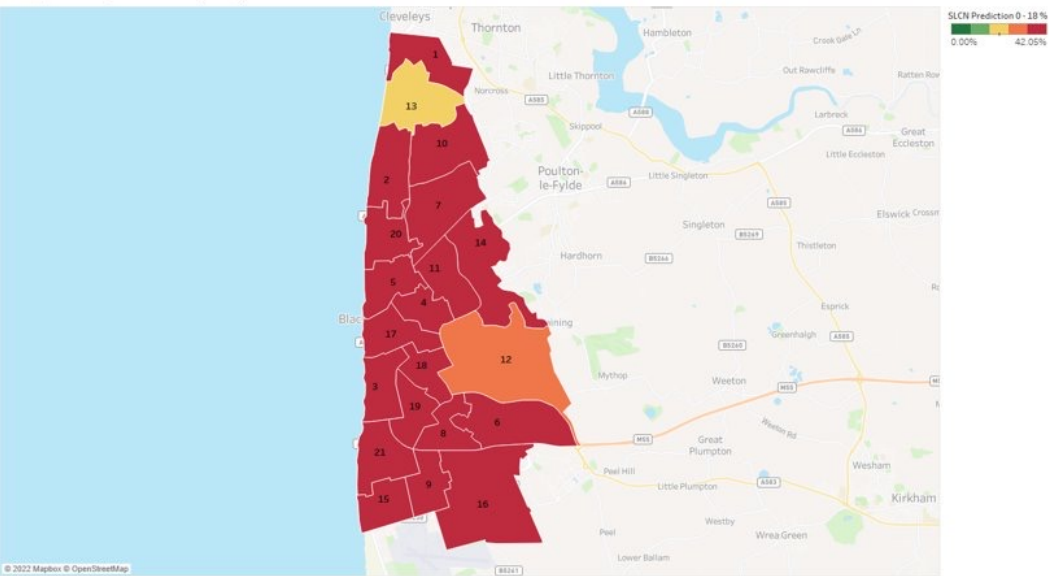 Cleveleys
Thornton
Hambleton
SLCN Prediction 0 - 18 %
0.00% 42.05%
Crook Gate Ln
1
Little Thornton
Out Rawcliffe
Ratten Row
Norcross
A585
13
A588
Larbreck
Skippool
A586
Great
Eccleston
10
Little Eccleston
Poulton-
le-Fylde
2
A586
Little Singleton
7
A585
Elswick
20
14
Singleton
B5269
Thistleton
11
Hardhorn
B5266
5
4
Esprick
17
Greenhalgh
A585
B5260
12
18
Mythop
Weeton
M55
3
19
6
8
Weeton Rd
M55
Great
Plumpton
21
Peel Hill
Wesham
9
A583
Little Plumpton
15
16
Kirkham
Westby
Peel
Wrea Green
Lower Ballam
© 2022 Mapbox © OpenStreetMap
B5261